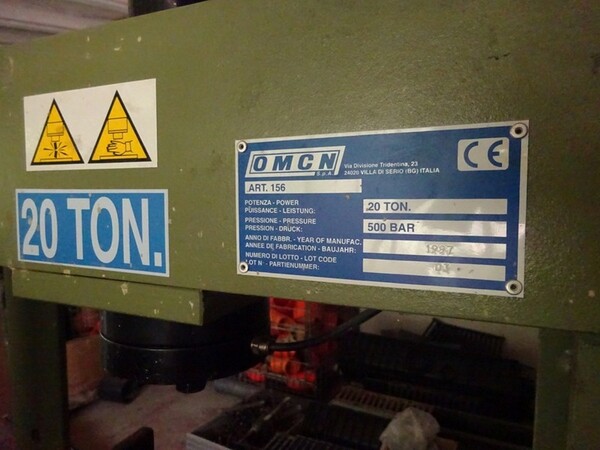 20 TON.
OMCN
S.p.A.
Via Divisione Tridentina, 23
24020 VILLA DI SERIO (BG) ITALIA
CE
ART. 156
POTENZA - POWER
PUISSANCE - LEISTUNG:
20 TON.
PRESSIONE - PRESSURE
PRESSION - DRÜCK:
500 BAR
ANNO DI FABBR. - YEAR OF MANUFAC.
ANNEE DE FABRICATION - BAUJAHR:
1997
NUMERO DI LOTTO - LOT CODE
LOT N° - PARTIENUMMER: